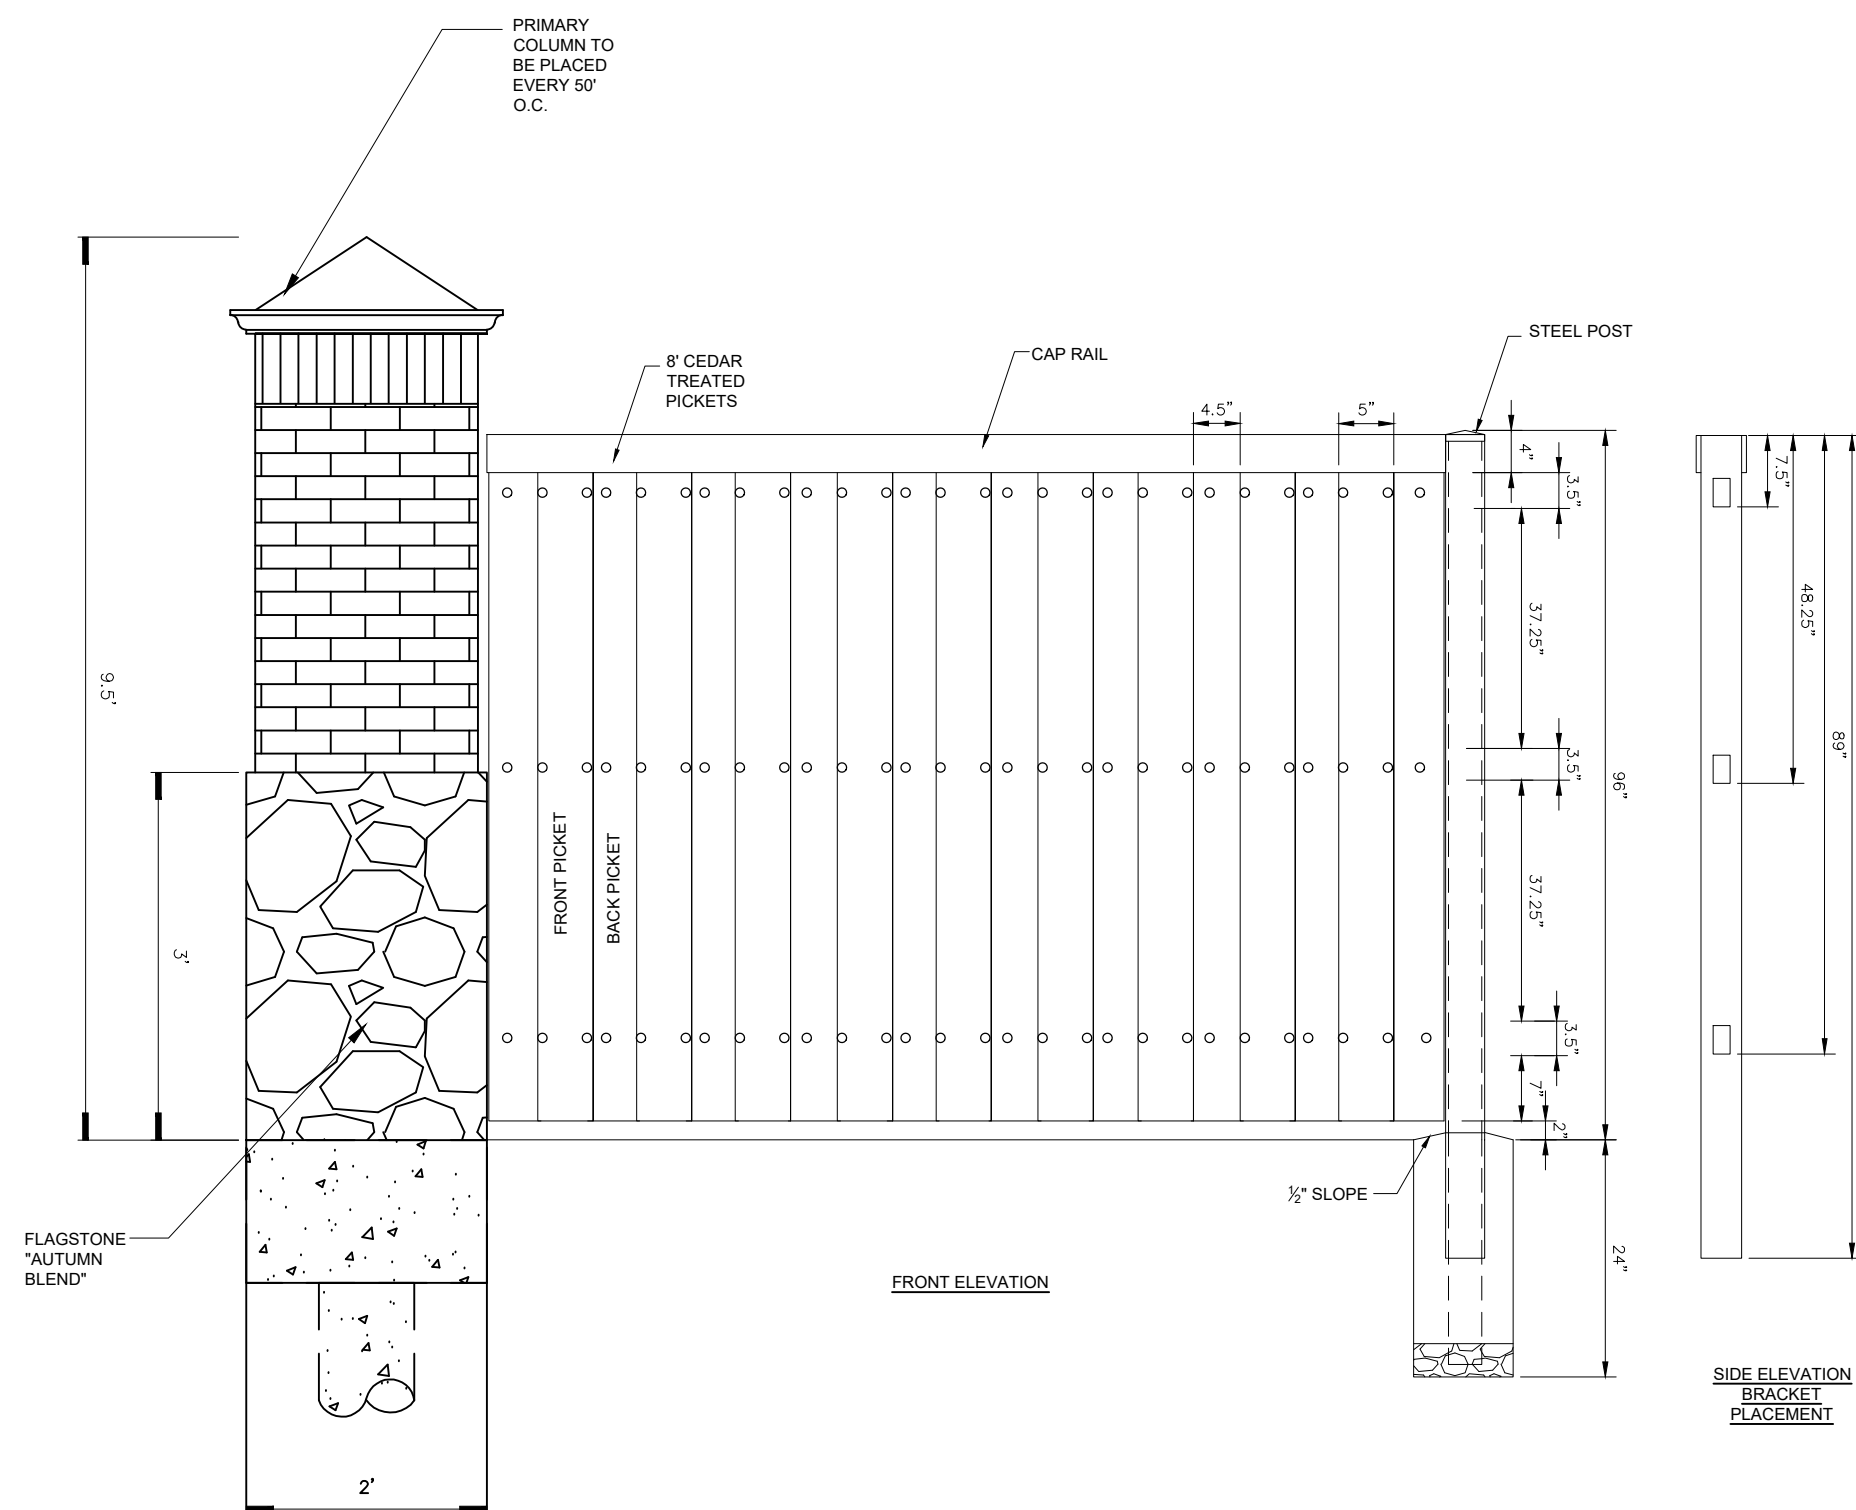 PRIMARY
COLUMN TO
BE PLACED
EVERY 50'
O.C.
8' CEDAR
TREATED
PICKETS
CAP RAIL
STEEL POST
4.5"
5"
4"
3.5"
37.25"
3.5"
37.25"
3.5"
7"
2"
96"
24"
7.5"
48.25"
89"
9.5'
3'
FRONT PICKET
BACK PICKET
½" SLOPE
FLAGSTONE
"AUTUMN
BLEND"
FRONT ELEVATION
SIDE ELEVATION
BRACKET
PLACEMENT
2'